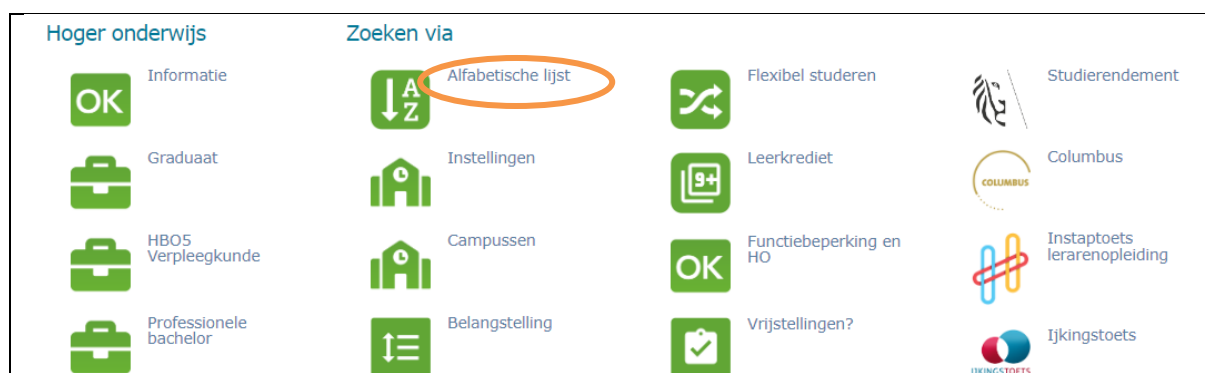 Hoger onderwijs
Zoeken via
OK
Informatie
A
Z
Alfabetische lijst
Flexibel studeren
Studierendement
Graduaat
Instellingen
9+
Leerkrediet
COLUMBUS
Columbus
HBO5
Verpleegkunde
Campussen
OK
Functiebeperking en
HO
Instaptoets
lerarenopleiding
Professionele
bachelor
Belangstelling
Vrijstellingen?
IJKINGSTOETS
Ijkingstoets